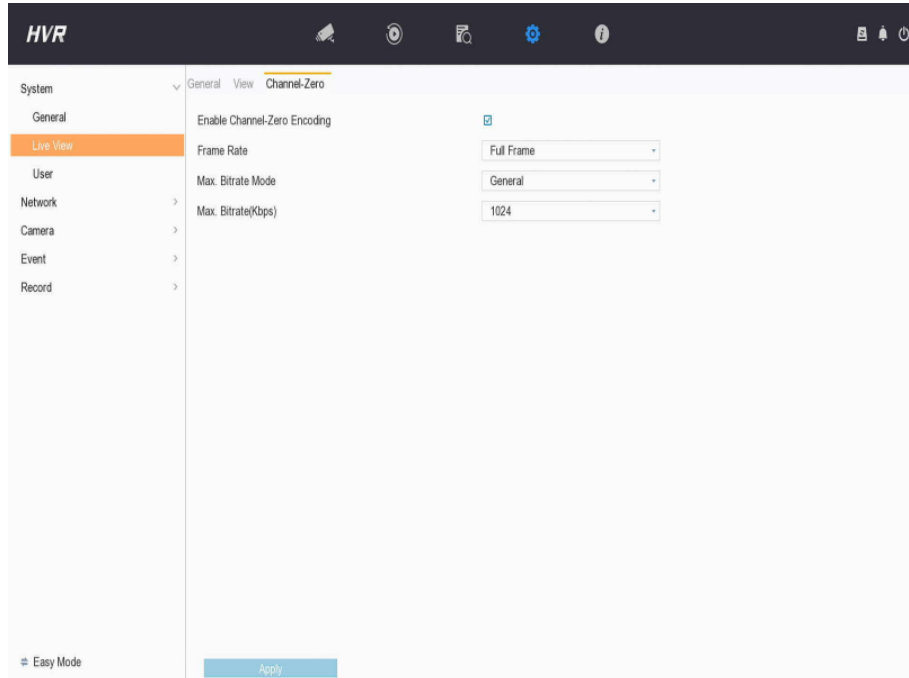 HVR
System
General View Channel-Zero
General
Enable Channel-Zero Encoding
Live View
Frame Rate Full Frame
User
Max. Bitrate Mode General
Network
Max. Bitrate(Kbps) 1024
Camera
Event
Record
Easy Mode
Apply